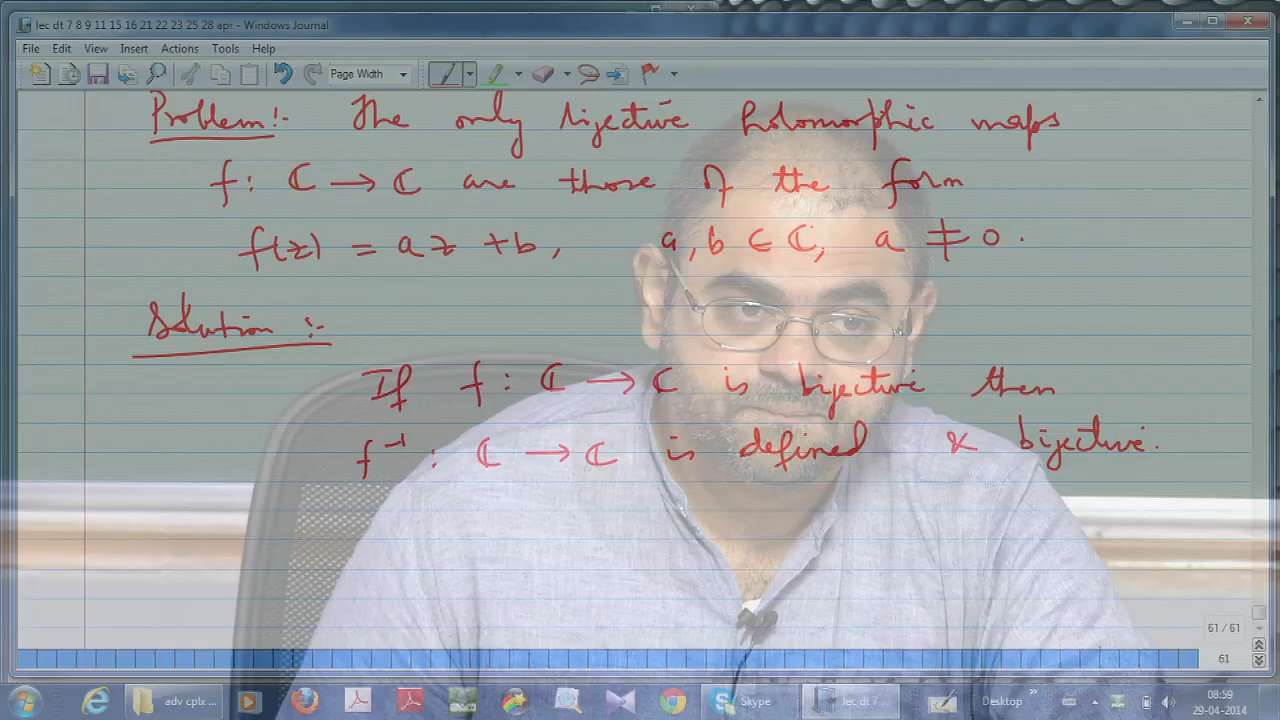 lec dt 7 8 9 11 15 16 21 22 23 25 28 apr - Windows Journal
File Edit View Insert Actions Tools Help
Page Width
Problem:- The only bijective holomorphic maps
f: ℂ → ℂ are those of the form
f(z) = az + b, a, b ∈ ℂ, a ≠ 0.
Solution :-
If f : ℂ → ℂ is bijective then
f⁻¹ : ℂ → ℂ is defined & bijective.
61 / 61
61
adv cplx ... Skype lec dt 7 ... Desktop 08:59
29-04-2014